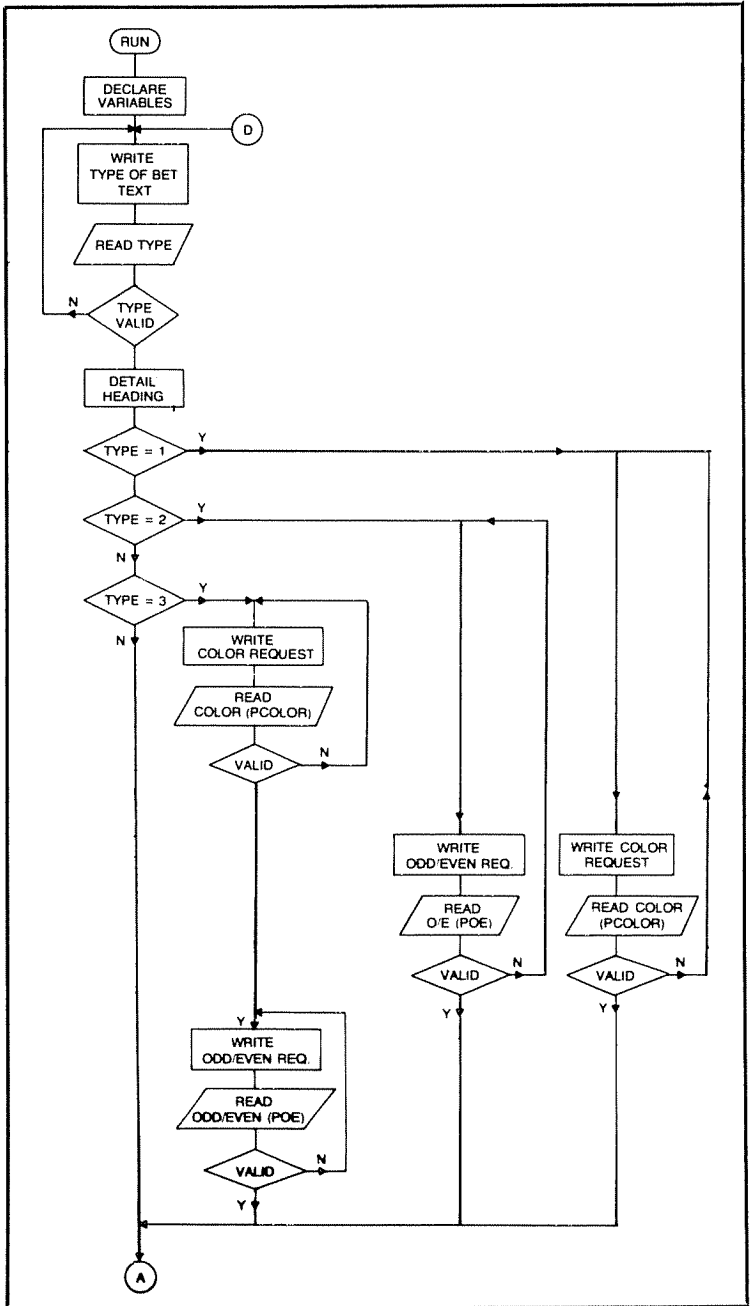 RUN
DECLARE
VARIABLES
D
WRITE
TYPE OF BET
TEXT
READ TYPE
N
TYPE
VALID
DETAIL
HEADING
TYPE = 1
Y
TYPE = 2
Y
N
TYPE = 3
Y
N
WRITE
COLOR REQUEST
READ
COLOR (PCOLOR)
VALID
N
WRITE
ODD/EVEN REQ.
READ
O/E (POE)
VALID
N
Y
WRITE COLOR
REQUEST
READ COLOR
(PCOLOR)
VALID
N
Y
Y
WRITE
ODD/EVEN REQ.
READ
ODD/EVEN (POE)
VALID
N
Y
A